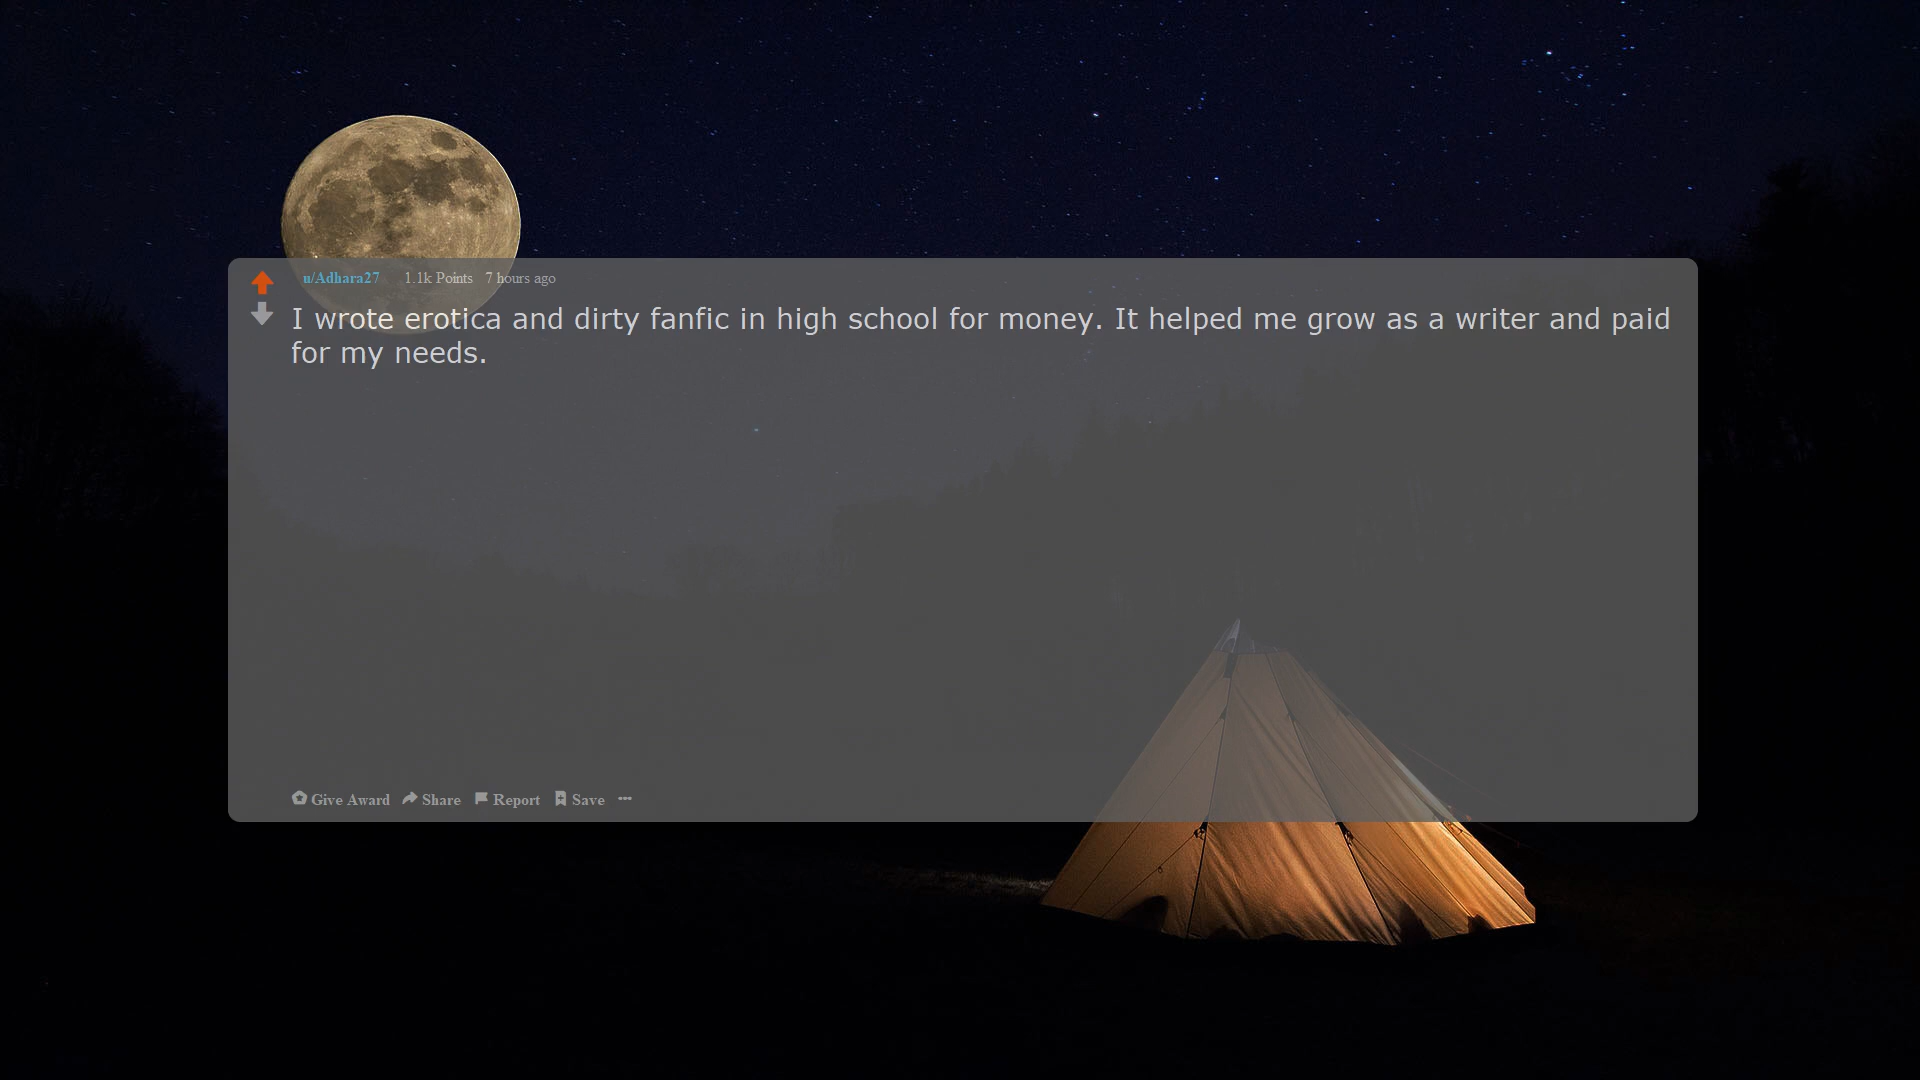 u/Adhara27 1.1k Points 7 hours ago
I wrote erotica and dirty fanfic in high school for money. It helped me grow as a writer and paid
for my needs.
Give Award Share Report Save